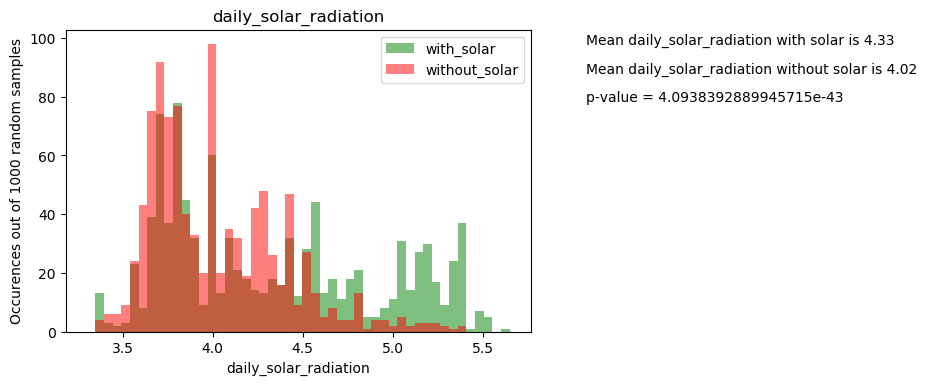 daily_solar_radiation
Occurences out of 1000 random samples
100
80
60
40
20
0
with_solar
without_solar
3.5 4.0 4.5 5.0 5.5
daily_solar_radiation
Mean daily_solar_radiation with solar is 4.33
Mean daily_solar_radiation without solar is 4.02
p-value = 4.0938392889945715e-43